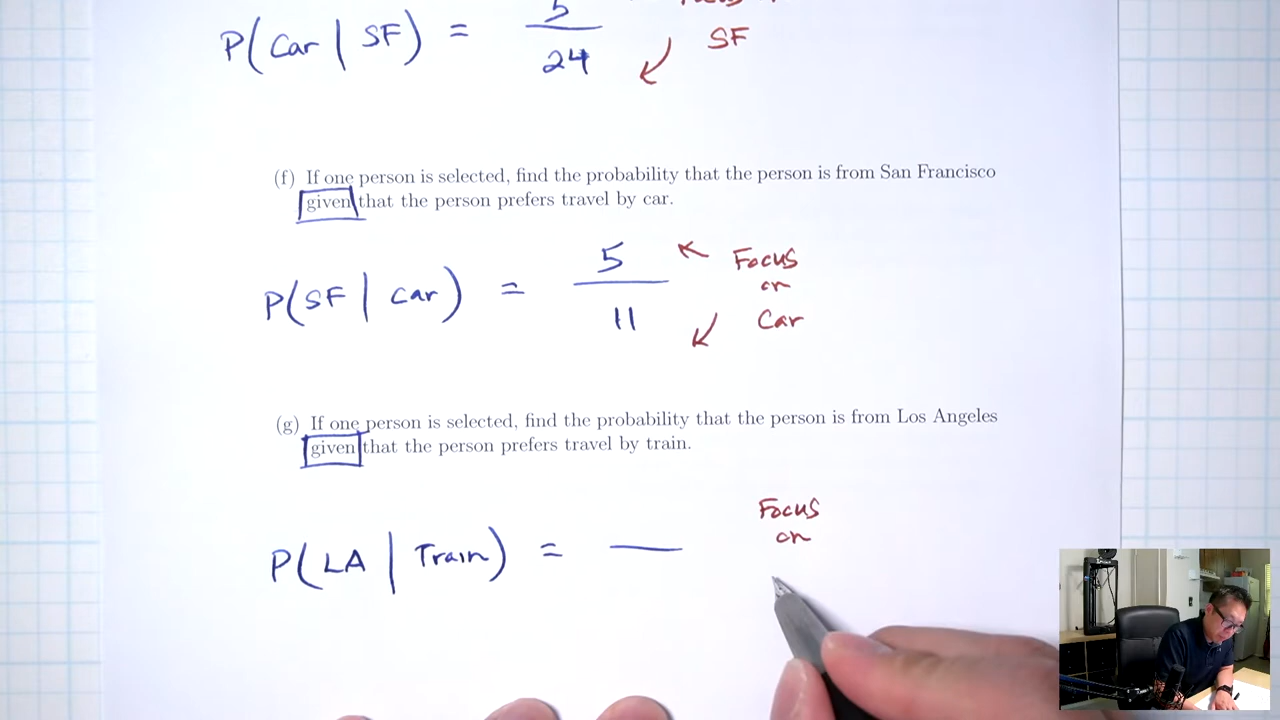 P(Car | SF) = 5/24
SF
(f) If one person is selected, find the probability that the person is from San Francisco
given that the person prefers travel by car.
P(SF | Car) = 5/11
Focus
on
Car
(g) If one person is selected, find the probability that the person is from Los Angeles
given that the person prefers travel by train.
P(LA | Train) = —
Focus
on